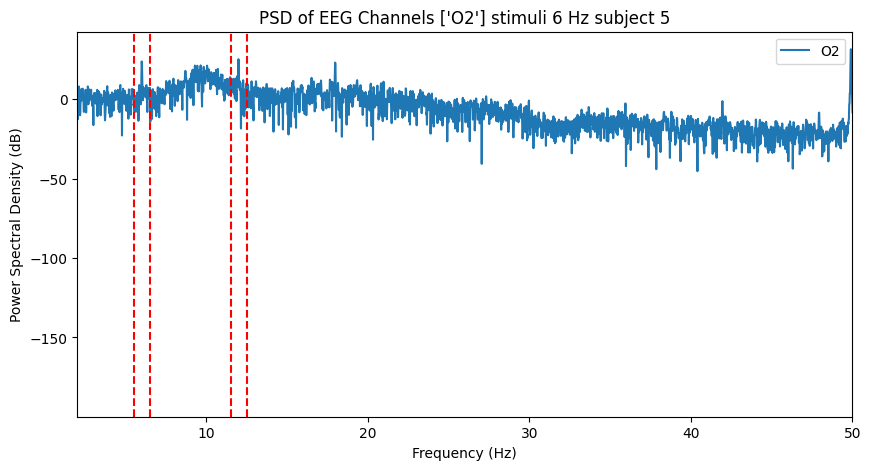 PSD of EEG Channels ['O2'] stimuli 6 Hz subject 5
O2
Power Spectral Density (dB)
0
−50
−100
−150
10
20
30
40
50
Frequency (Hz)